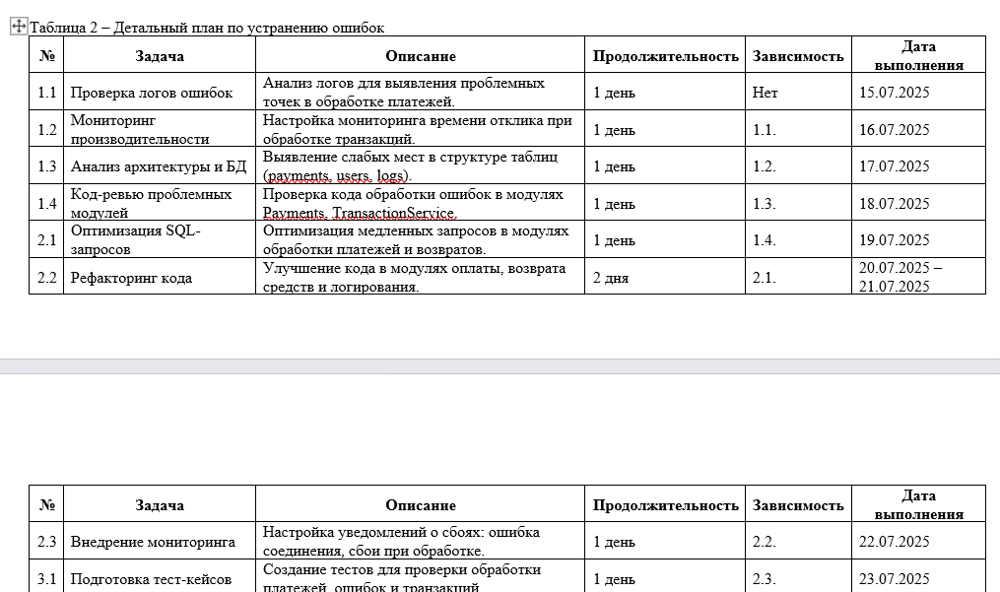 Таблица 2 – Детальный план по устранению ошибок
№ Задача Описание Продолжительность Зависимость Дата выполнения
1.1 Проверка логов ошибок Анализ логов для выявления проблемных точек в обработке платежей. 1 день Нет 15.07.2025
1.2 Мониторинг производительности Настройка мониторинга времени отклика при обработке транзакций. 1 день 1.1. 16.07.2025
1.3 Анализ архитектуры и БД Выявление слабых мест в структуре таблиц (payments, users, logs). 1 день 1.2. 17.07.2025
1.4 Код-ревью проблемных модулей Проверка кода обработки ошибок в модулях Payments, TransactionService. 1 день 1.3. 18.07.2025
2.1 Оптимизация SQL-запросов Оптимизация медленных запросов в модулях обработки платежей и возвратов. 1 день 1.4. 19.07.2025
2.2 Рефакторинг кода Улучшение кода в модулях оплаты, возврата средств и логирования. 2 дня 2.1. 20.07.2025 – 21.07.2025
№ Задача Описание Продолжительность Зависимость Дата выполнения
2.3 Внедрение мониторинга Настройка уведомлений о сбоях: ошибка соединения, сбои при обработке. 1 день 2.2. 22.07.2025
3.1 Подготовка тест-кейсов Создание тестов для проверки обработки платежей, ошибок и транзакций. 1 день 2.3. 23.07.2025